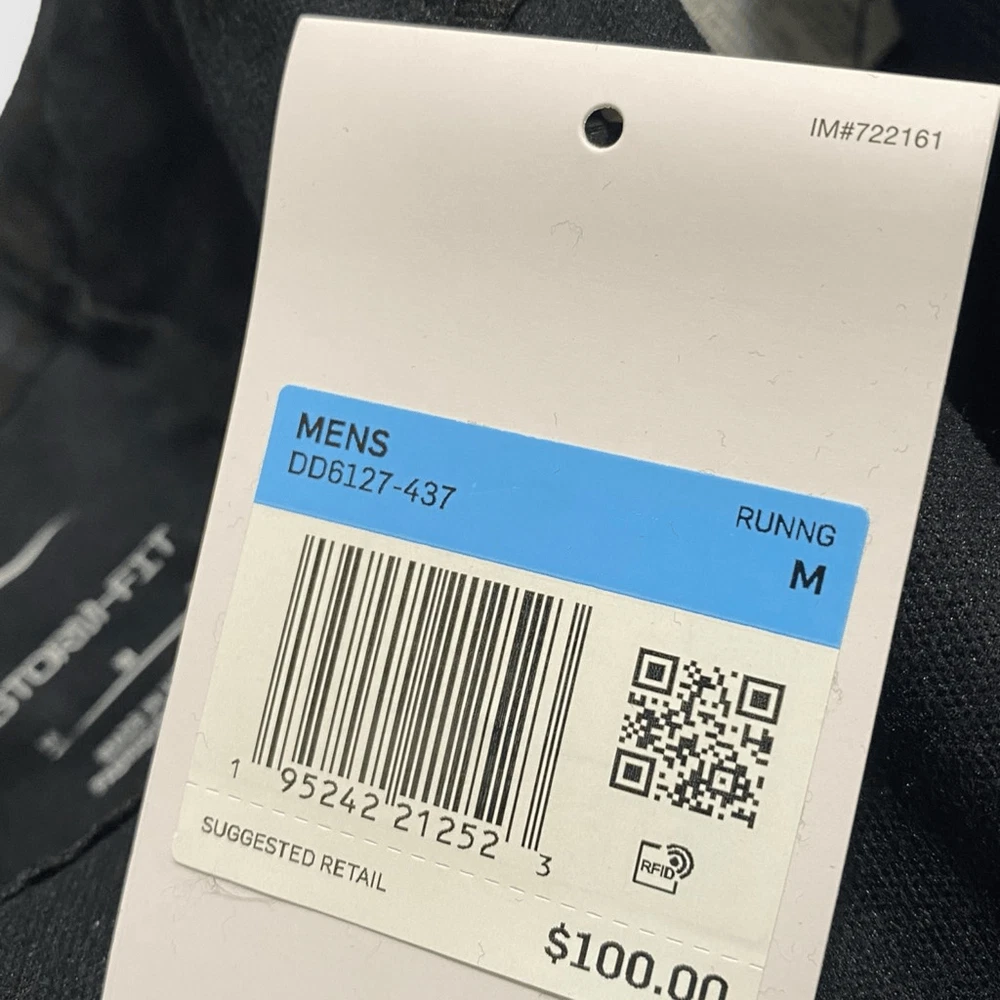 IM#722161
MENS
DD6127-437
RUNNG
M
1 95242 21252 3
RFID
SUGGESTED RETAIL
$100.00
STORM-FIT